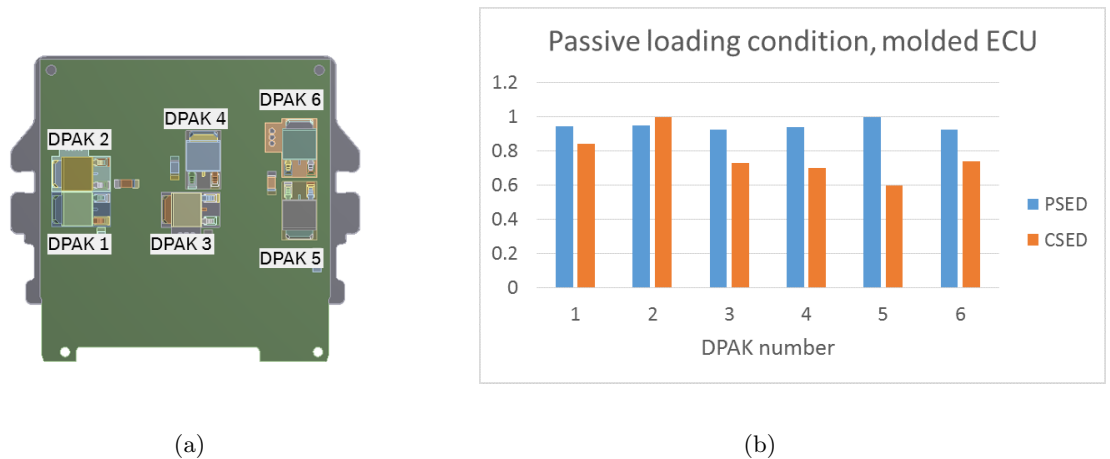 DPAK 6
DPAK 4
DPAK 2
DPAK 1
DPAK 3
DPAK 5
(a)
Passive loading condition, molded ECU
1.2
1
0.8
0.6
0.4
0.2
0
1 2 3 4 5 6
DPAK number
PSED
CSED
(b)